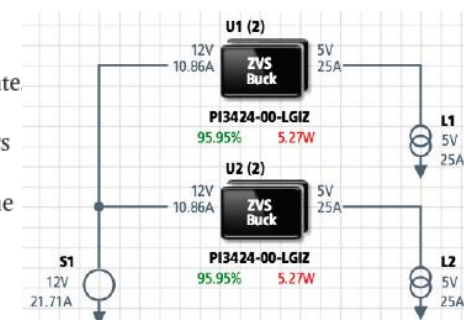 U1 (2)
12V
10.86A
ZVS
Buck
5V
25A
PI3424-00-LGIZ
95.95%
5.27W
L1
5V
25A
U2 (2)
12V
10.86A
ZVS
Buck
5V
25A
PI3424-00-LGIZ
95.95%
5.27W
S1
12V
21.71A
L2
5V
25A